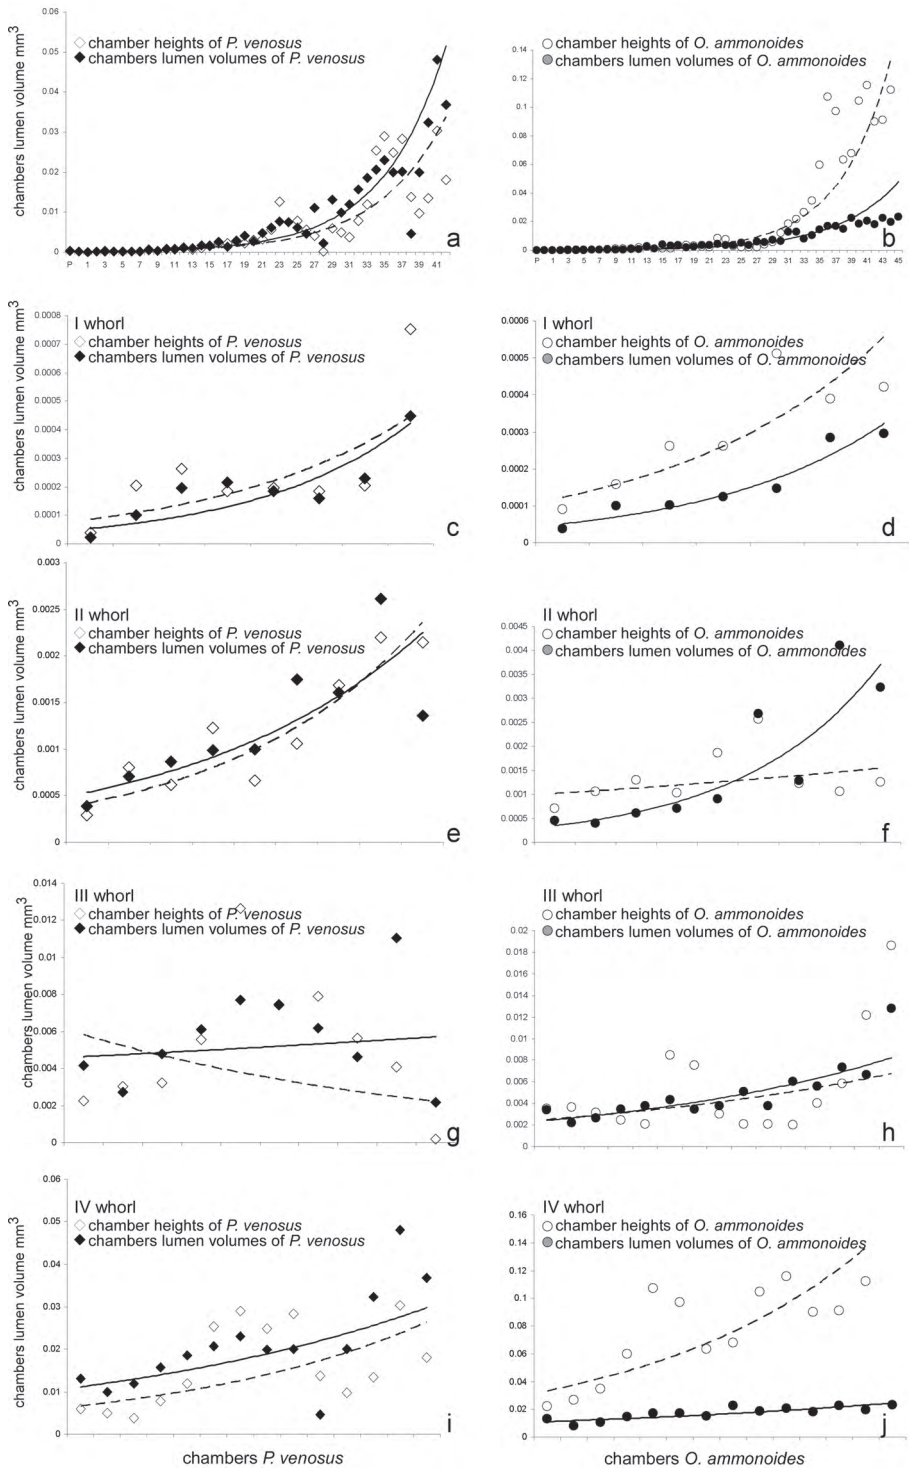 chambers lumen volume mm³
0.06
0.05
0.04
0.03
0.02
0.01
0
◇ chamber heights of P. venosus
◆ chambers lumen volumes of P. venosus
a
P 1 3 5 7 9 11 13 15 17 19 21 23 25 27 29 31 33 35 37 39 41
0.14
0.12
0.1
0.08
0.06
0.04
0.02
0
○ chamber heights of O. ammonoides
● chambers lumen volumes of O. ammonoides
b
P 1 3 5 7 9 11 13 15 17 19 21 23 25 27 29 31 33 35 37 39 41 43 45
chambers lumen volume mm³
0.0008
0.0007
0.0006
0.0005
0.0004
0.0003
0.0002
0.0001
0
I whorl
◇ chamber heights of P. venosus
◆ chambers lumen volumes of P. venosus
c
0.0006
0.0005
0.0004
0.0003
0.0002
0.0001
0
I whorl
○ chamber heights of O. ammonoides
● chambers lumen volumes of O. ammonoides
d
chambers lumen volume mm³
0.003
0.0025
0.002
0.0015
0.001
0.0005
0
II whorl
◇ chamber heights of P. venosus
◆ chambers lumen volumes of P. venosus
e
0.0045
0.004
0.0035
0.003
0.0025
0.002
0.0015
0.001
0.0005
0
II whorl
○ chamber heights of O. ammonoides
● chambers lumen volumes of O. ammonoides
f
chambers lumen volume mm³
0.014
0.012
0.01
0.008
0.006
0.004
0.002
0
III whorl
◇ chamber heights of P. venosus
◆ chambers lumen volumes of P. venosus
g
0.02
0.018
0.016
0.014
0.012
0.01
0.008
0.006
0.004
0.002
0
III whorl
○ chamber heights of O. ammonoides
● chambers lumen volumes of O. ammonoides
h
chambers lumen volume mm³
0.06
0.05
0.04
0.03
0.02
0.01
0
IV whorl
◇ chamber heights of P. venosus
◆ chambers lumen volumes of P. venosus
i
chambers P. venosus
0.16
0.14
0.12
0.1
0.08
0.06
0.04
0.02
0
IV whorl
○ chamber heights of O. ammonoides
● chambers lumen volumes of O. ammonoides
j
chambers O. ammonoides